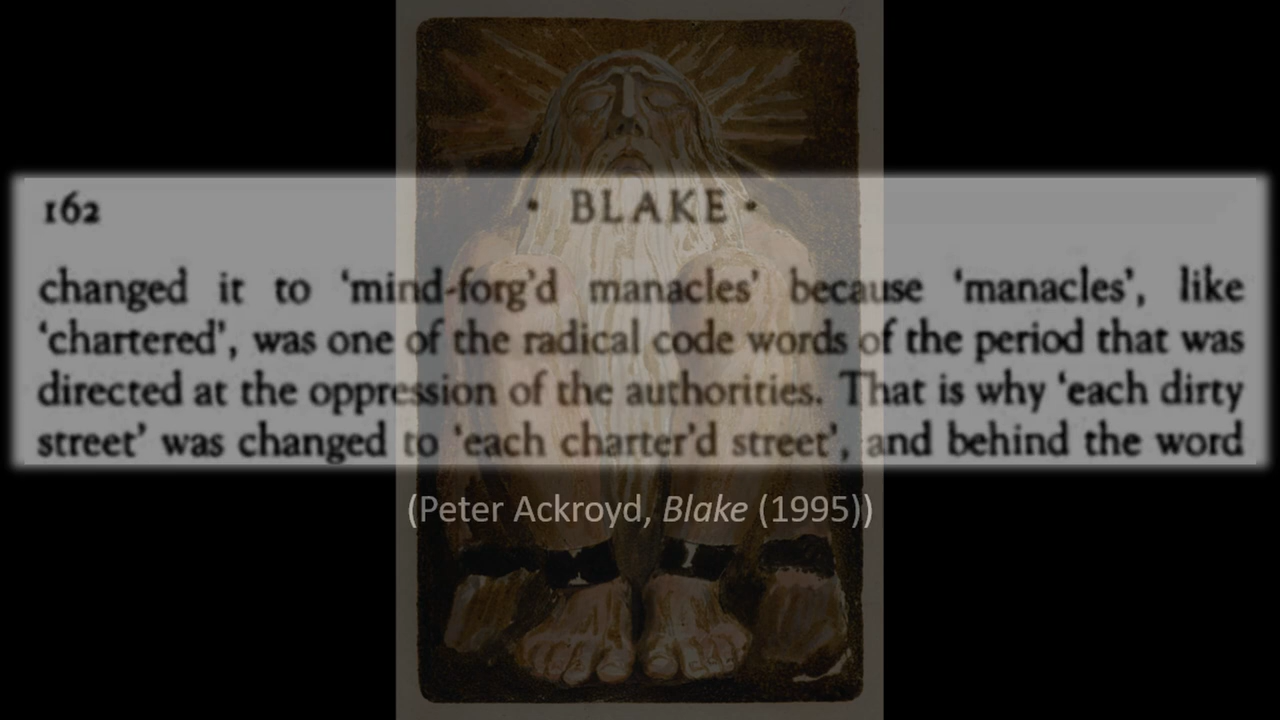 162
· BLAKE ·
changed it to ‘mind-forg’d manacles’ because ‘manacles’, like
‘chartered’, was one of the radical code words of the period that was
directed at the oppression of the authorities. That is why ‘each dirty
street’ was changed to ‘each charter’d street’, and behind the word
(Peter Ackroyd, Blake (1995))